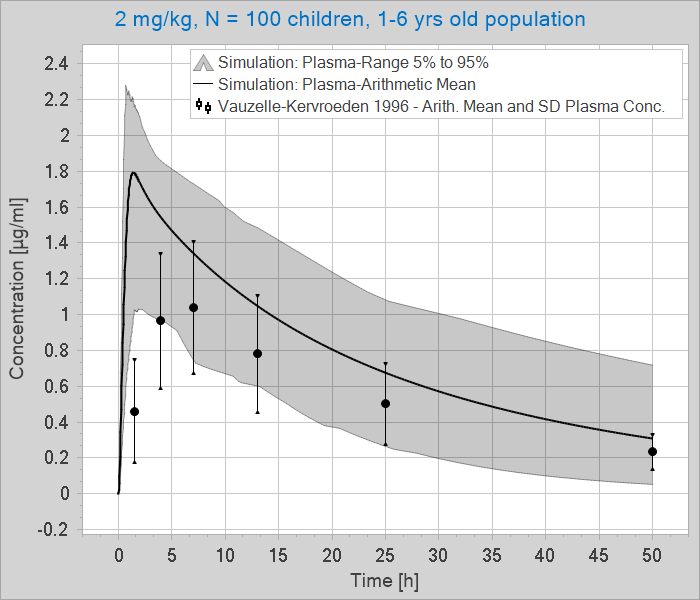 2 mg/kg, N = 100 children, 1-6 yrs old population
Simulation: Plasma-Range 5% to 95%
Simulation: Plasma-Arithmetic Mean
Vauzelle-Kervroeden 1996 - Arith. Mean and SD Plasma Conc.
Concentration [µg/ml]
2.4
2.2
2
1.8
1.6
1.4
1.2
1
0.8
0.6
0.4
0.2
0
-0.2
0 5 10 15 20 25 30 35 40 45 50
Time [h]